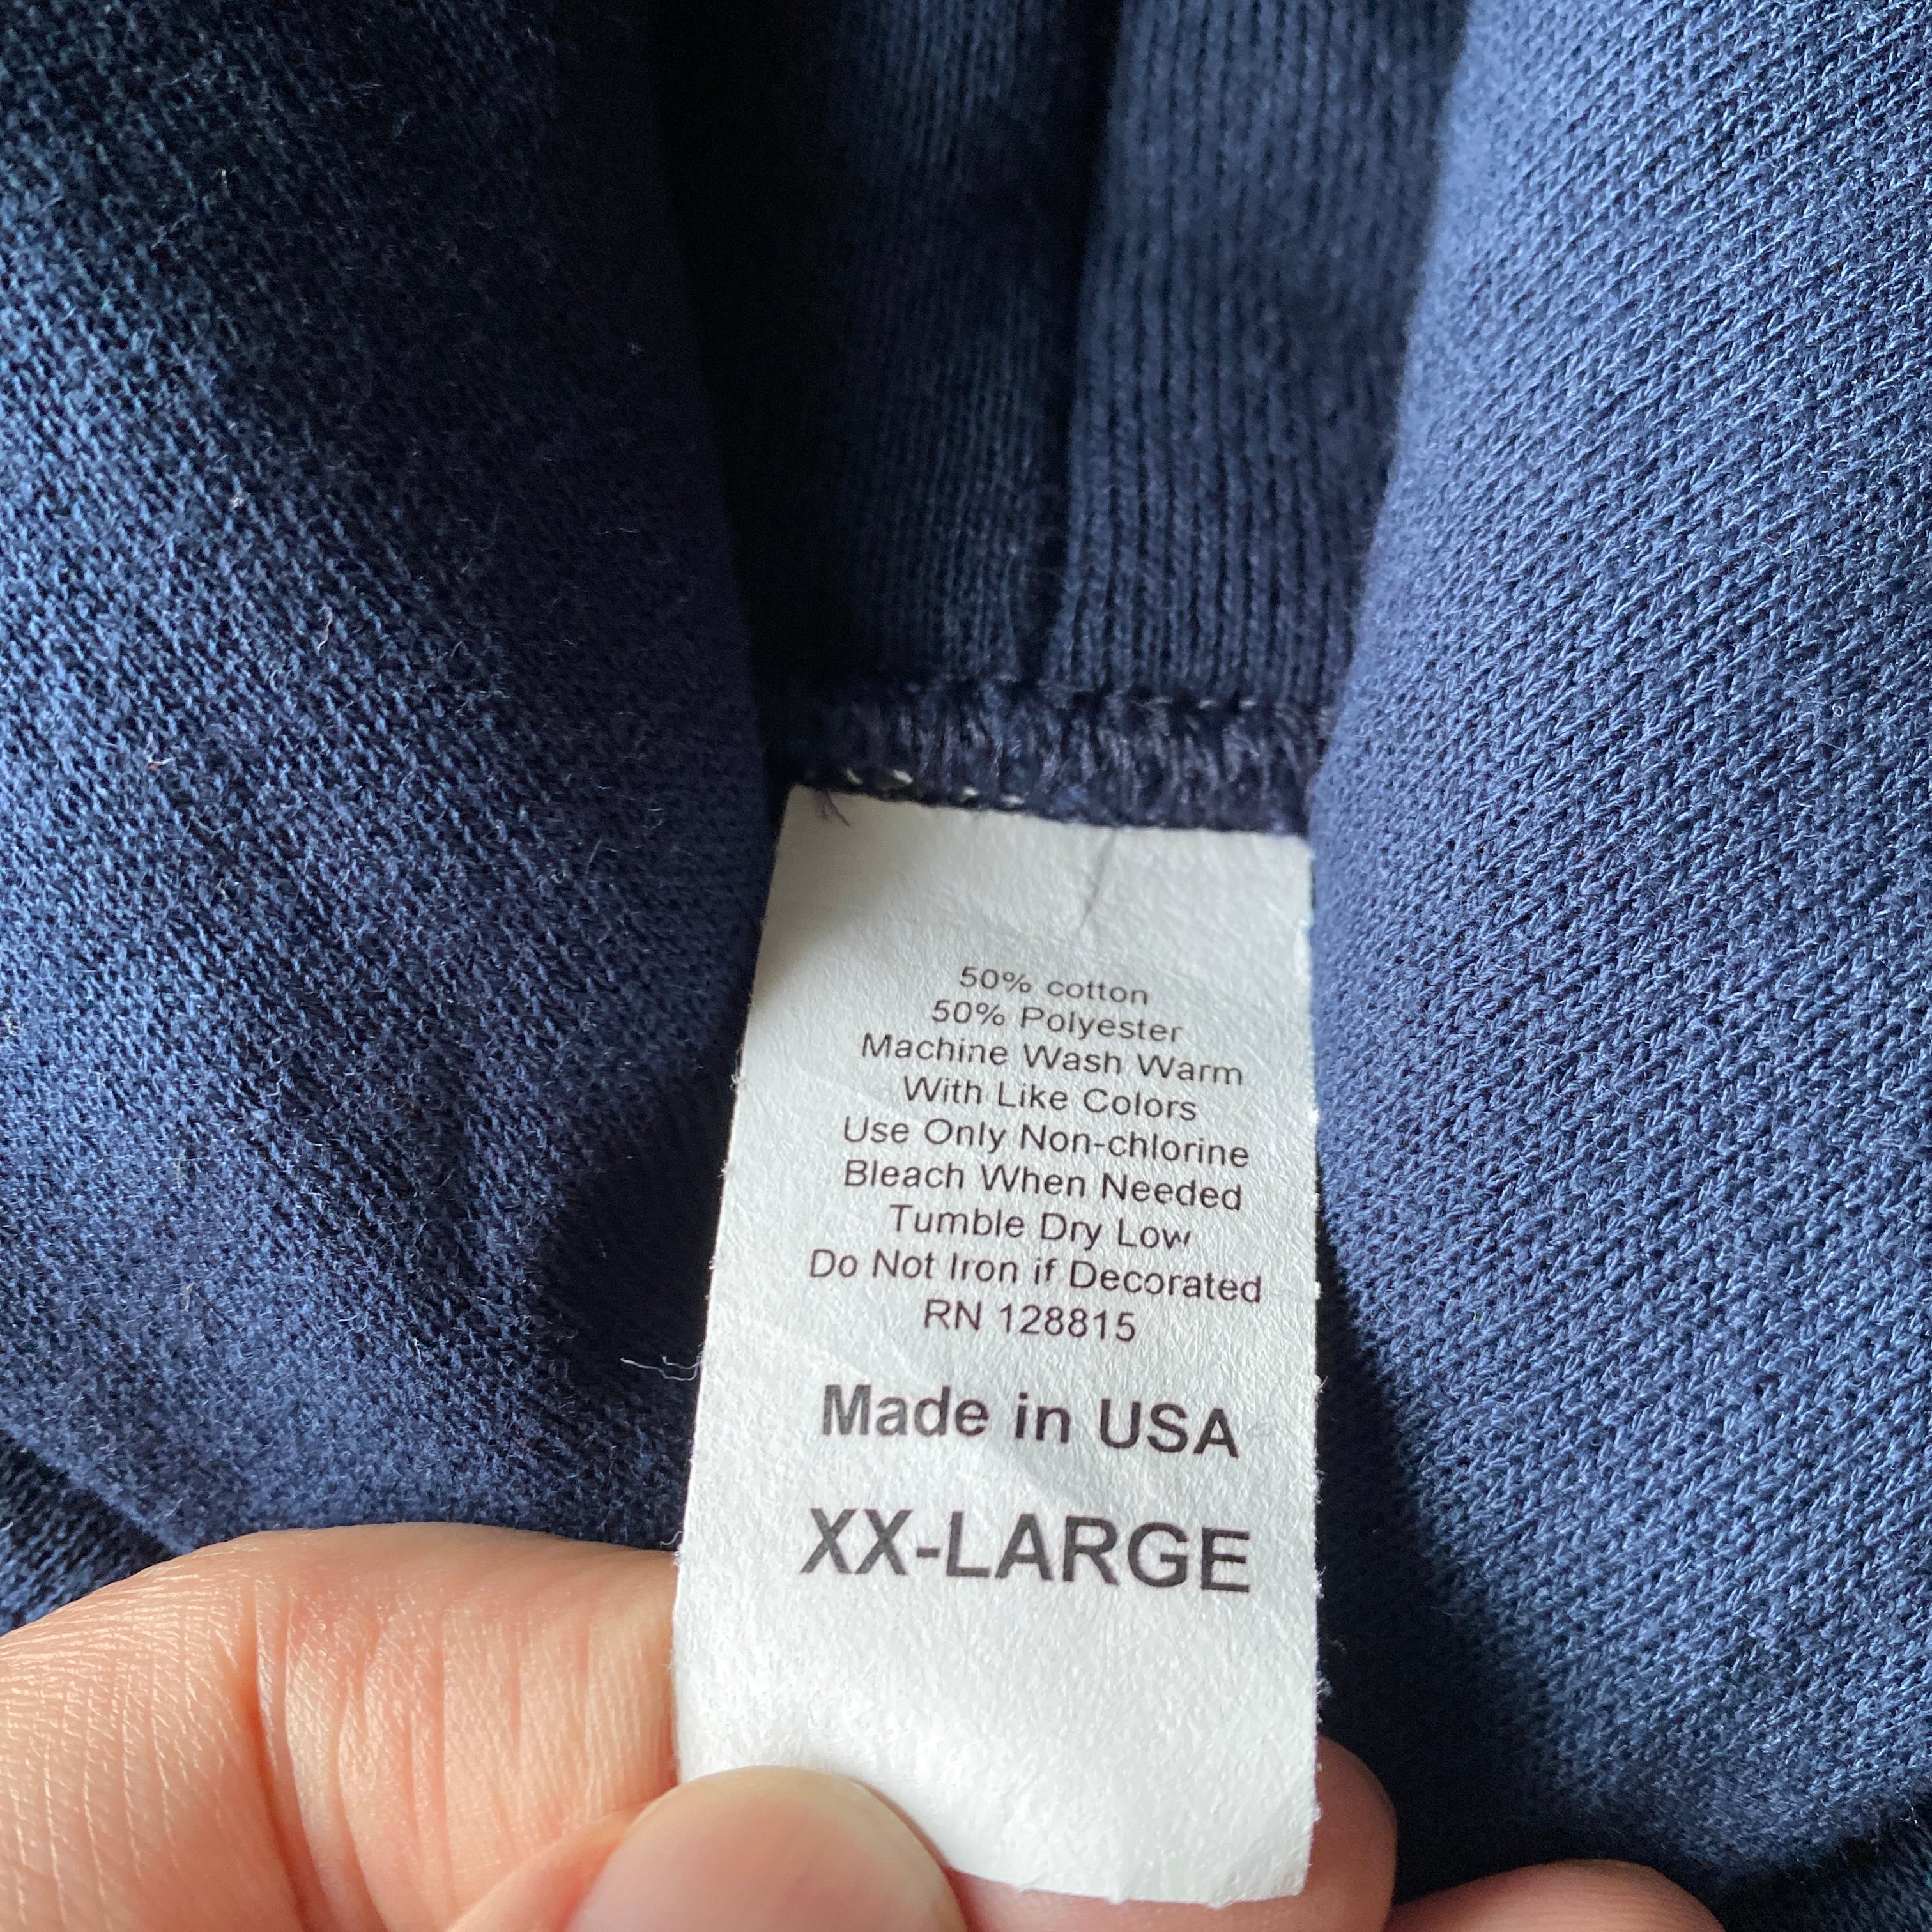 50% cotton
50% Polyester
Machine Wash Warm
With Like Colors
Use Only Non-chlorine
Bleach When Needed
Tumble Dry Low
Do Not Iron if Decorated
RN 128815
Made in USA
XX-LARGE